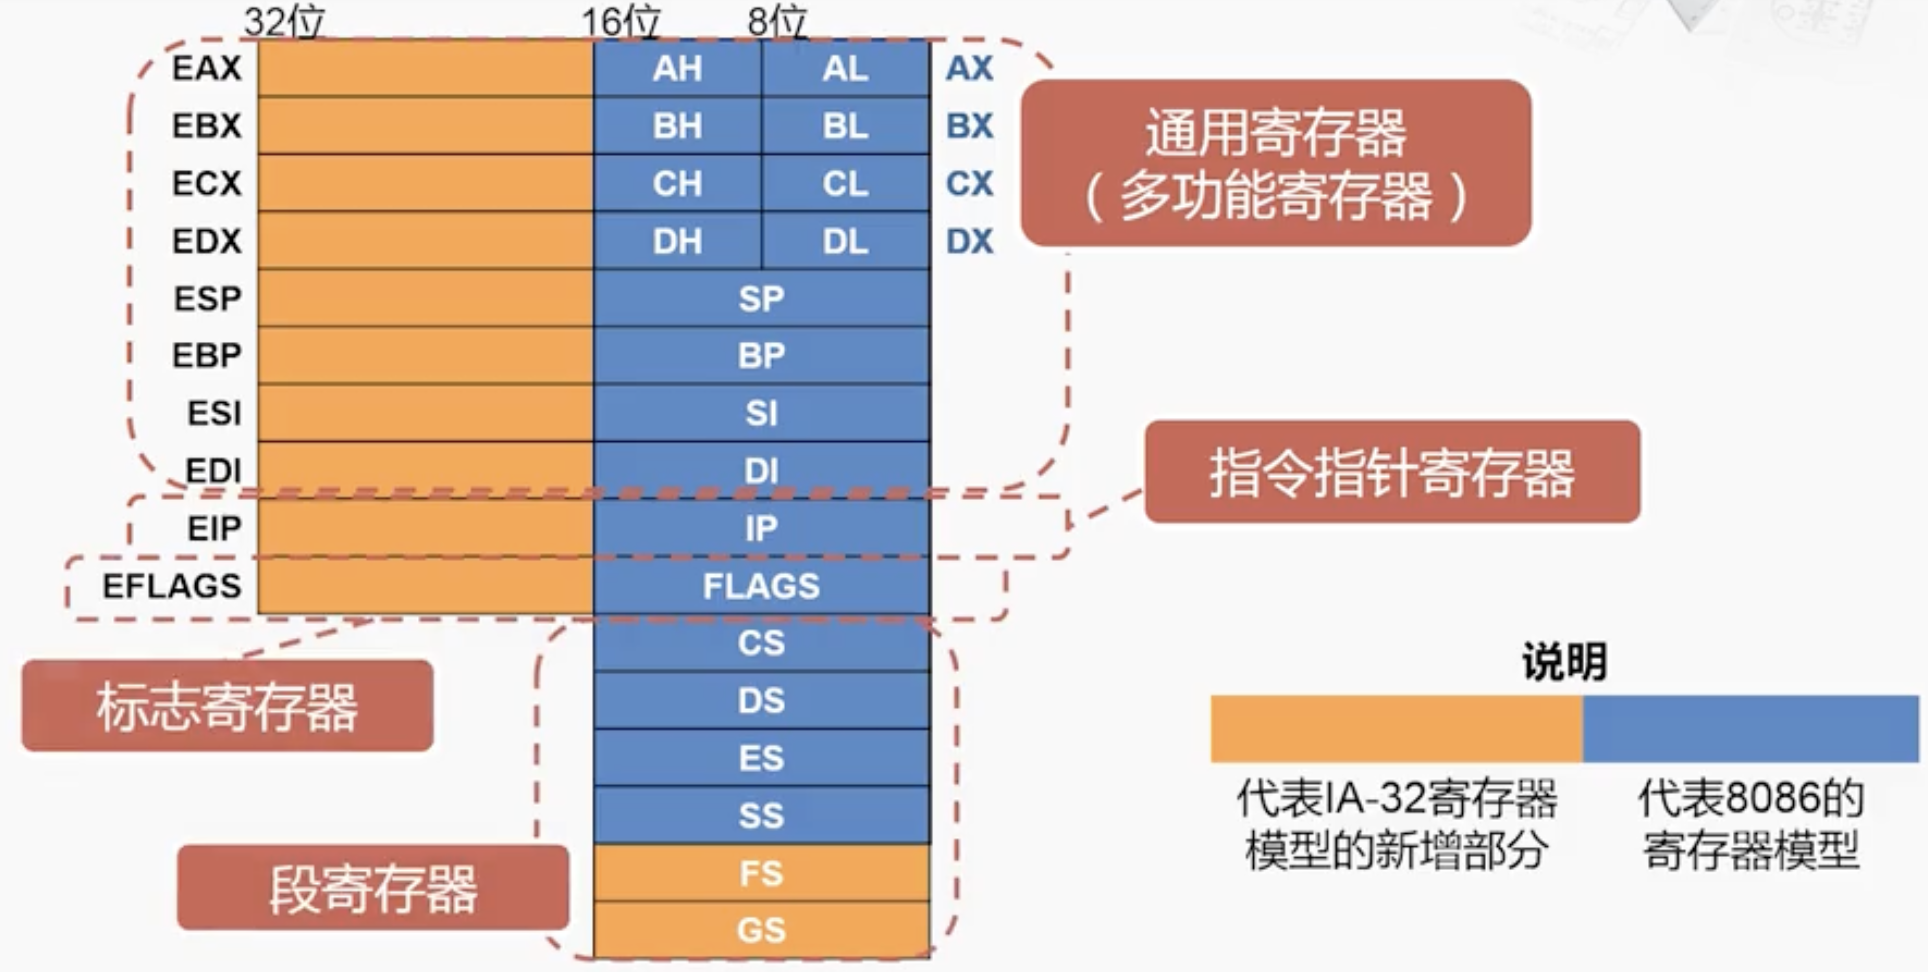 32位 16位 8位
EAX AH AL AX
EBX BH BL BX
ECX CH CL CX
EDX DH DL DX
通用寄存器
（多功能寄存器）
ESP SP
EBP BP
ESI SI
EDI DI
指令指针寄存器
EIP IP
EFLAGS FLAGS
标志寄存器
CS
DS
ES
SS
FS
GS
段寄存器
说明
代表IA-32寄存器
模型的新增部分
代表8086的
寄存器模型